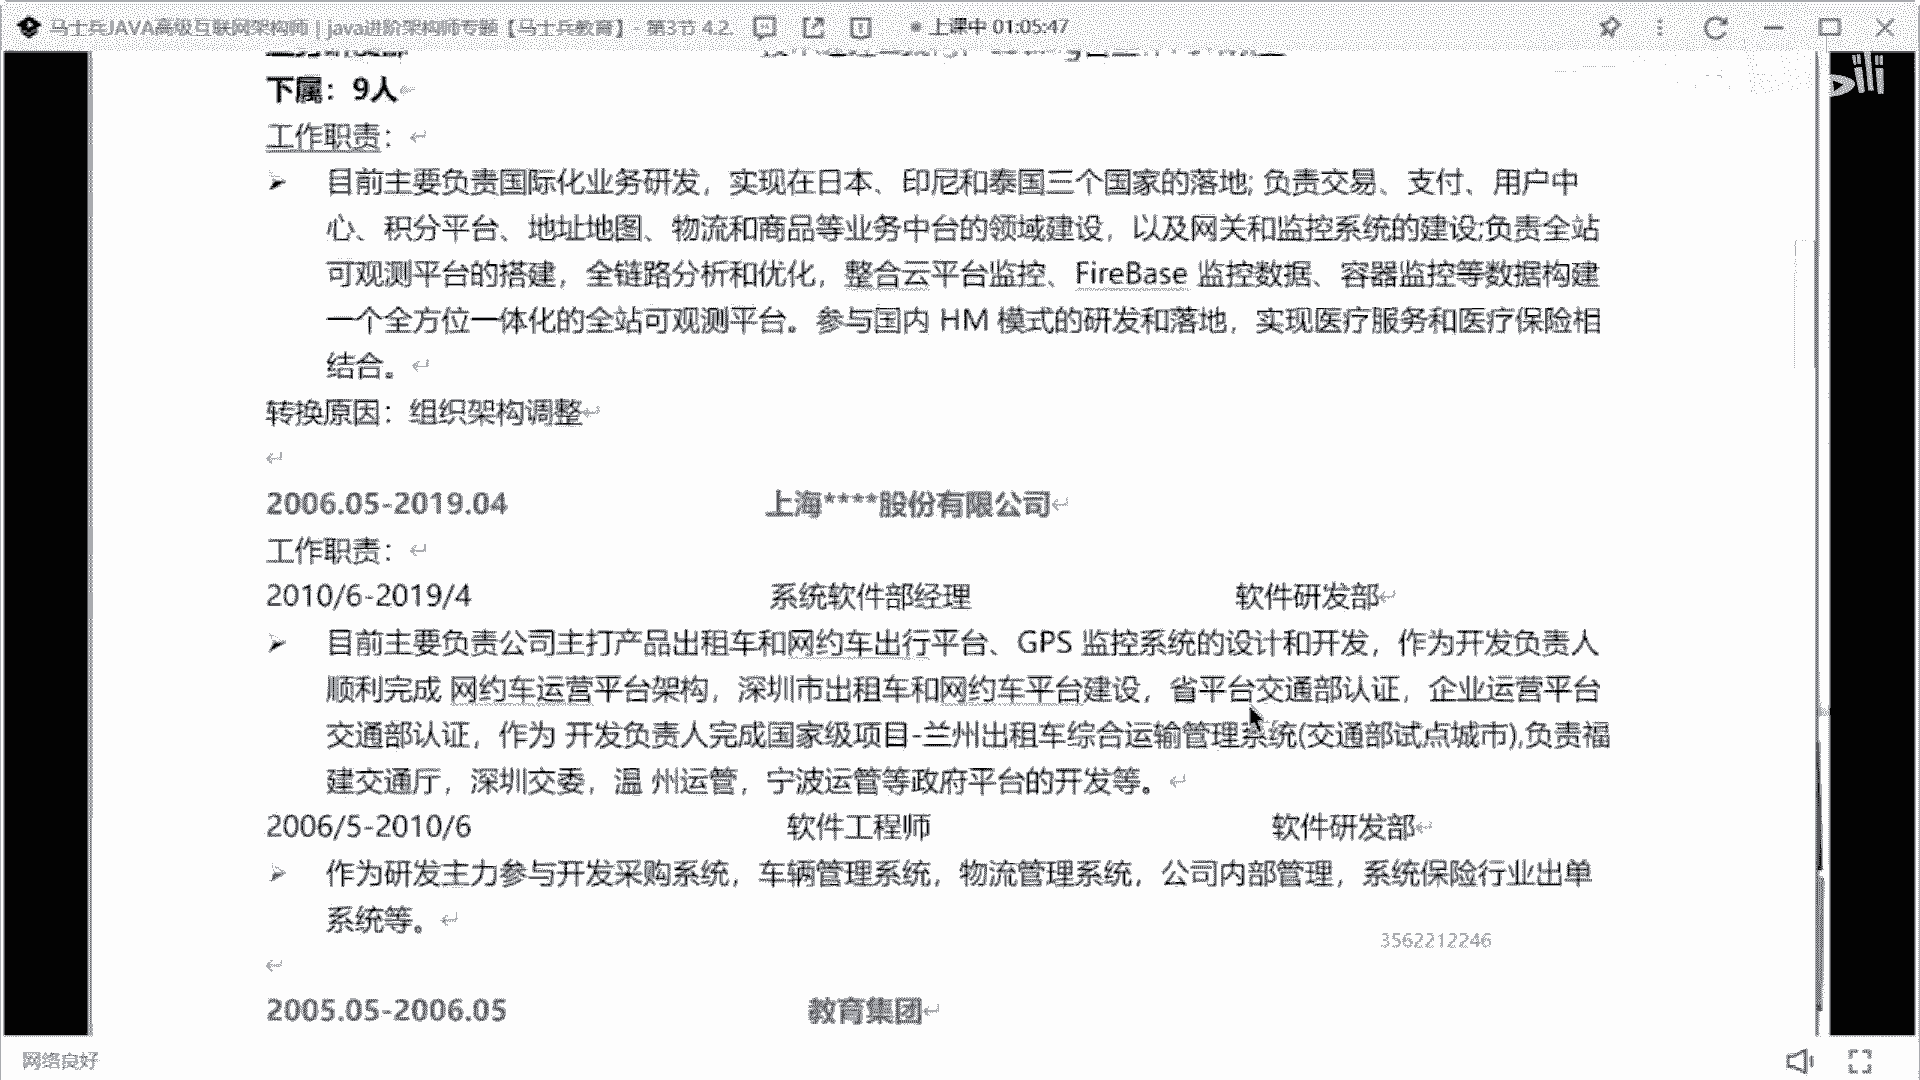 马士兵JAVA高级互联网架构师 | java进阶架构师专题【马士兵教育】- 第3节 4.2. 上课中 01:05:47
下属：9人
工作职责：
目前主要负责国际化业务研发，实现在日本、印尼和泰国三个国家的落地; 负责交易、支付、用户中
心、积分平台、地址地图、物流和商品等业务中台的领域建设，以及网关和监控系统的建设;负责全站
可观测平台的搭建，全链路分析和优化，整合云平台监控、FireBase 监控数据、容器监控等数据构建
一个全方位一体化的全站可观测平台。参与国内 HM 模式的研发和落地，实现医疗服务和医疗保险相
结合。
转换原因：组织架构调整
2006.05-2019.04 上海****股份有限公司
工作职责：
2010/6-2019/4 系统软件部经理 软件研发部
目前主要负责公司主打产品出租车和网约车出行平台、GPS 监控系统的设计和开发，作为开发负责人
顺利完成 网约车运营平台架构，深圳市出租车和网约车平台建设，省平台交通部认证，企业运营平台
交通部认证，作为 开发负责人完成国家级项目-兰州出租车综合运输管理系统(交通部试点城市),负责福
建交通厅，深圳交委，温 州运管，宁波运管等政府平台的开发等。
2006/5-2010/6 软件工程师 软件研发部
作为研发主力参与开发采购系统，车辆管理系统，物流管理系统，公司内部管理，系统保险行业出单
系统等。
3562212246
2005.05-2006.05 教育集团
网络良好